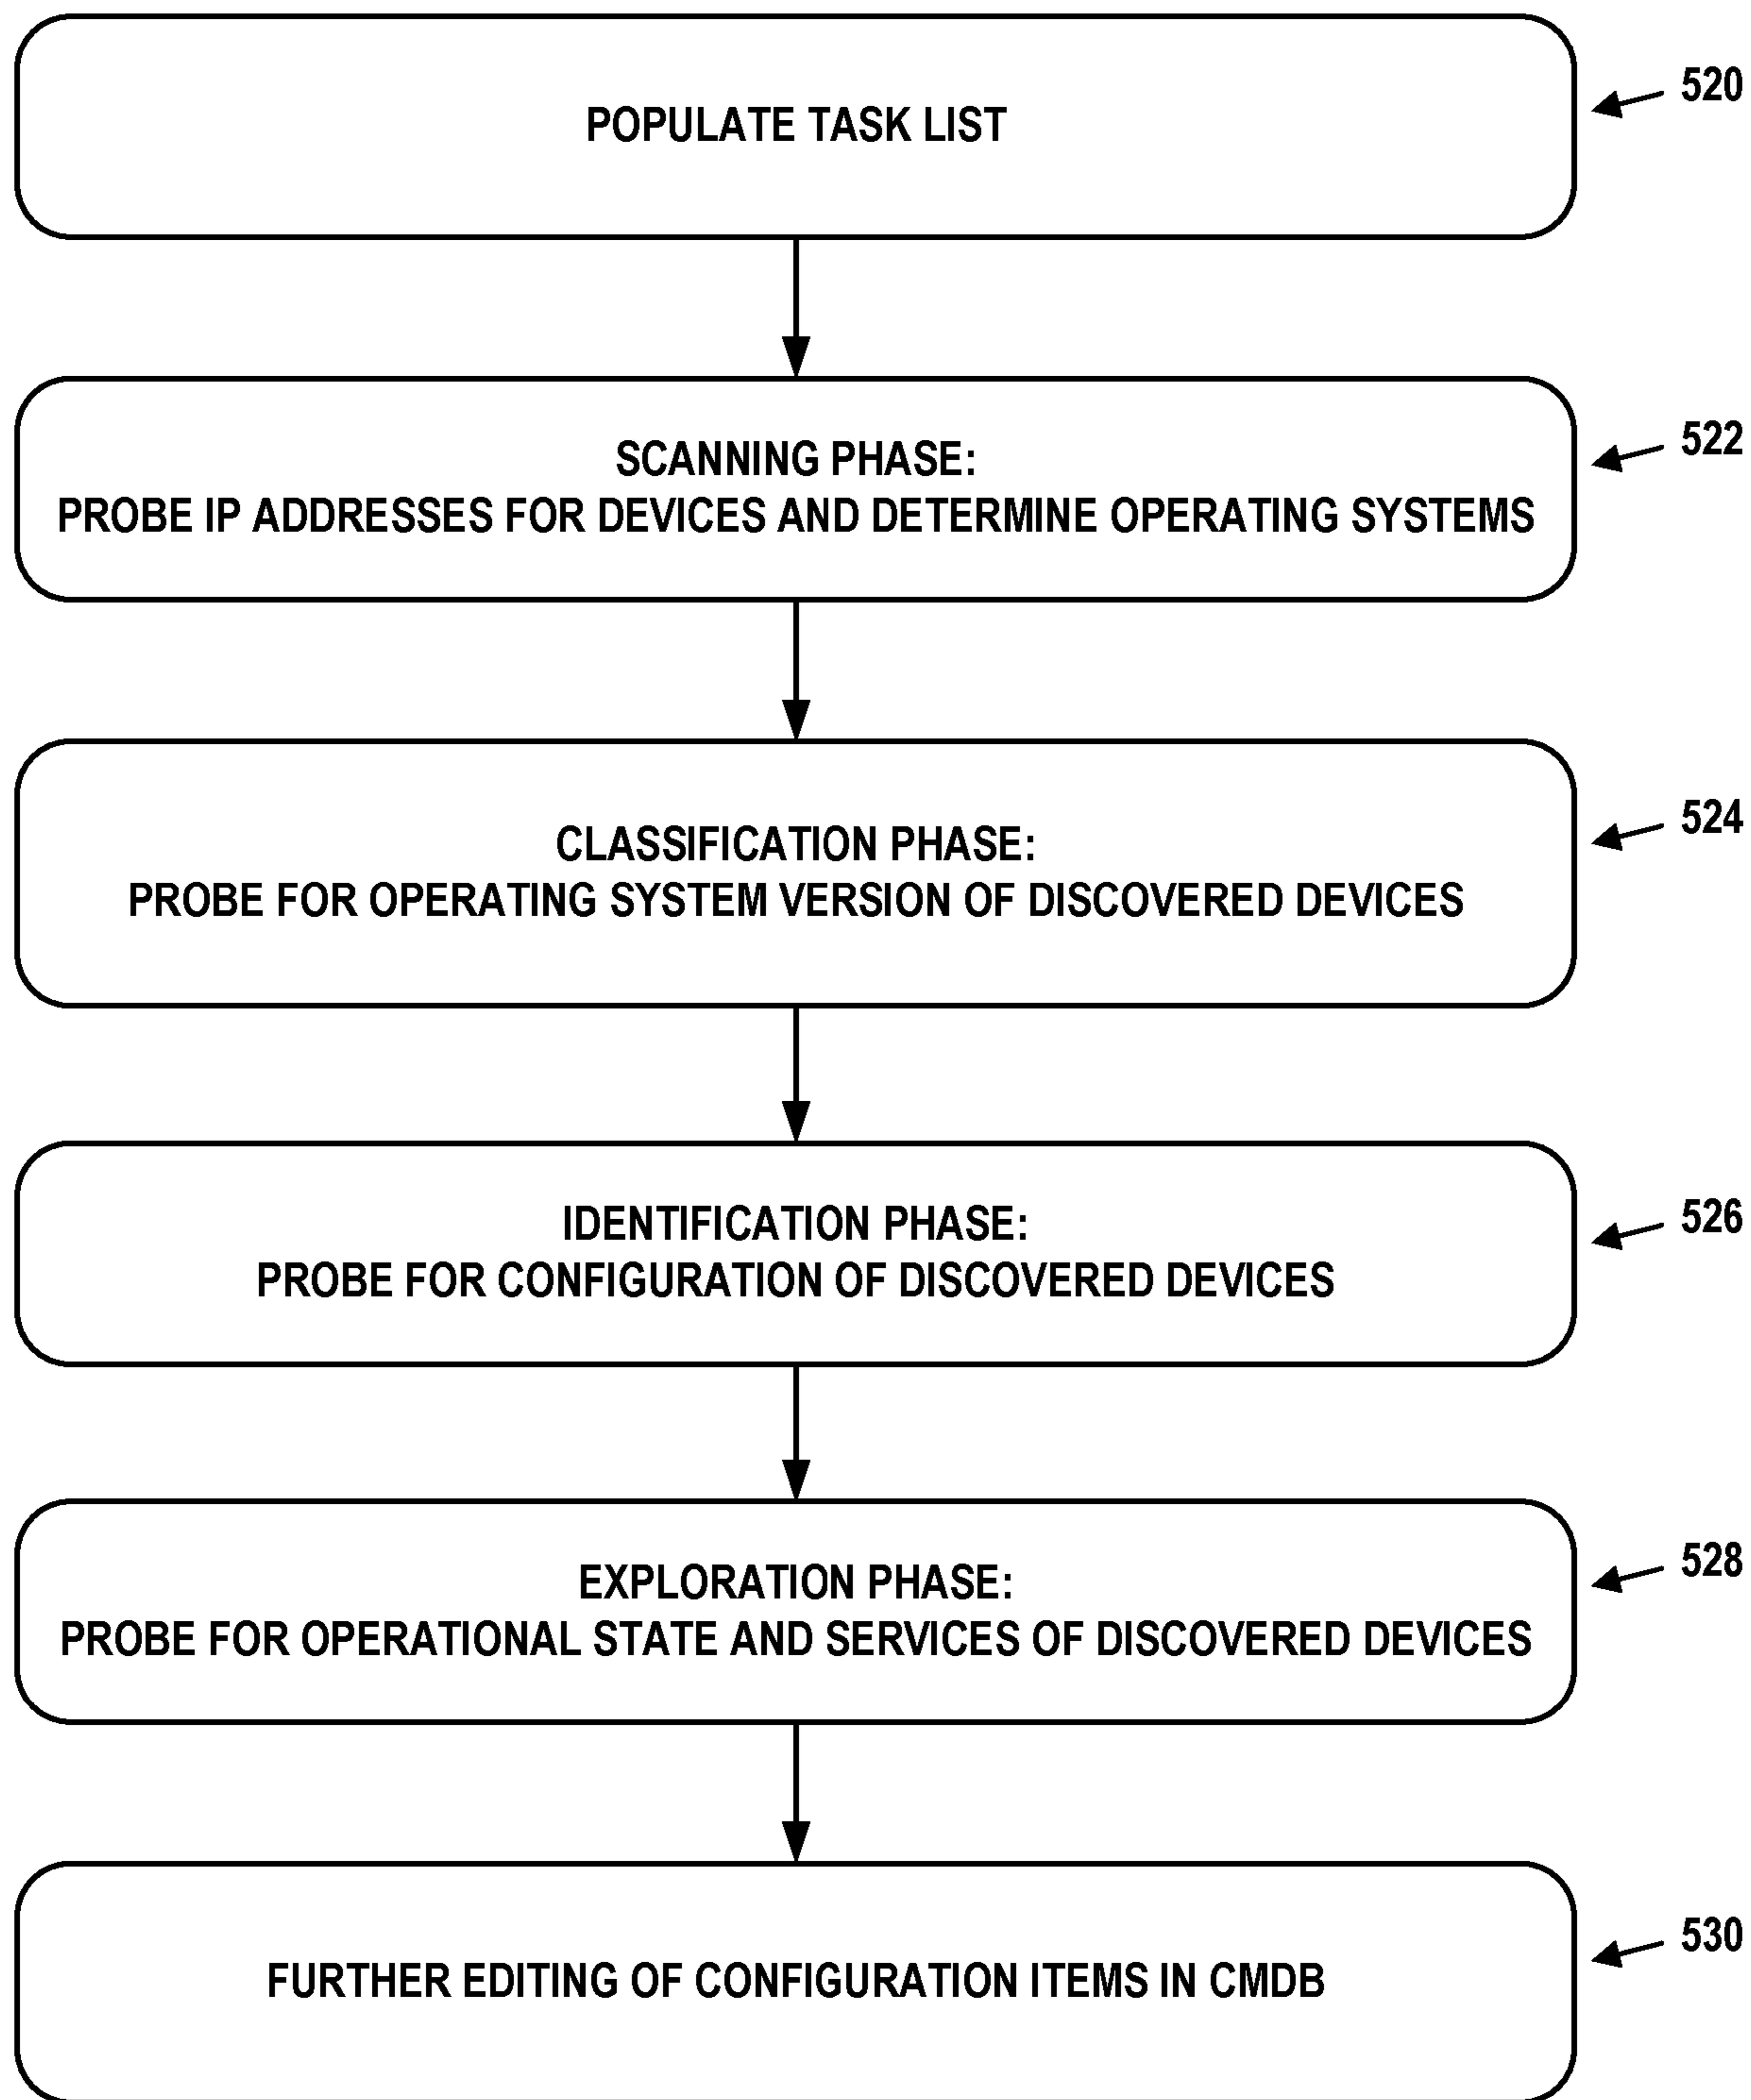 POPULATE TASK LIST
520
SCANNING PHASE:
PROBE IP ADDRESSES FOR DEVICES AND DETERMINE OPERATING SYSTEMS
522
CLASSIFICATION PHASE:
PROBE FOR OPERATING SYSTEM VERSION OF DISCOVERED DEVICES
524
IDENTIFICATION PHASE:
PROBE FOR CONFIGURATION OF DISCOVERED DEVICES
526
EXPLORATION PHASE:
PROBE FOR OPERATIONAL STATE AND SERVICES OF DISCOVERED DEVICES
528
FURTHER EDITING OF CONFIGURATION ITEMS IN CMDB
530